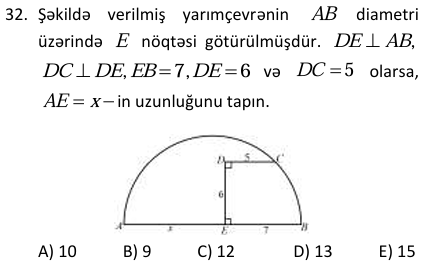 32. Şəkildə verilmiş yarımçevrənin AB diametri
üzərində E nöqtəsi götürülmüşdür. DE⊥AB,
DC⊥DE, EB=7, DE=6 və DC=5 olarsa,
AE=x−in uzunluğunu tapın.
D 5 C
6
A x E 7 B
A) 10 B) 9 C) 12 D) 13 E) 15